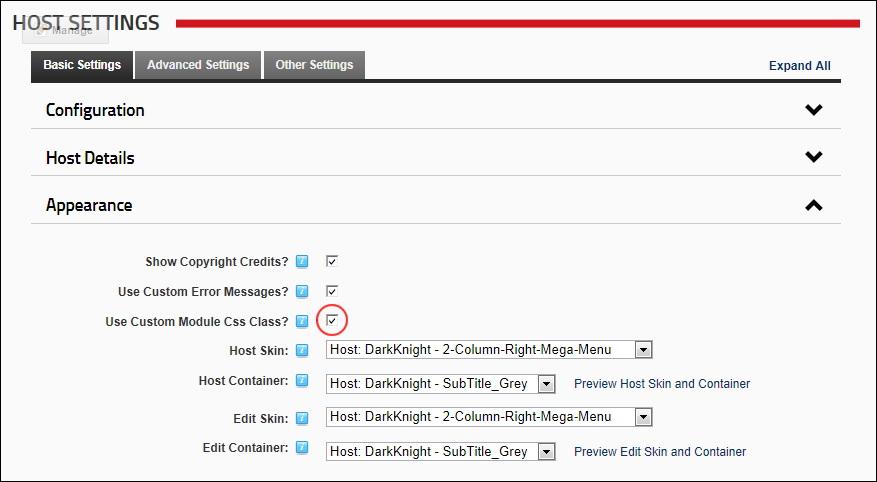 HOST SETTINGS
Manage
Basic Settings Advanced Settings Other Settings Expand All
Configuration
Host Details
Appearance
Show Copyright Credits?
Use Custom Error Messages?
Use Custom Module Css Class?
Host Skin: Host: DarkKnight - 2-Column-Right-Mega-Menu
Host Container: Host: DarkKnight - SubTitle_Grey Preview Host Skin and Container
Edit Skin: Host: DarkKnight - 2-Column-Right-Mega-Menu
Edit Container: Host: DarkKnight - SubTitle_Grey Preview Edit Skin and Container